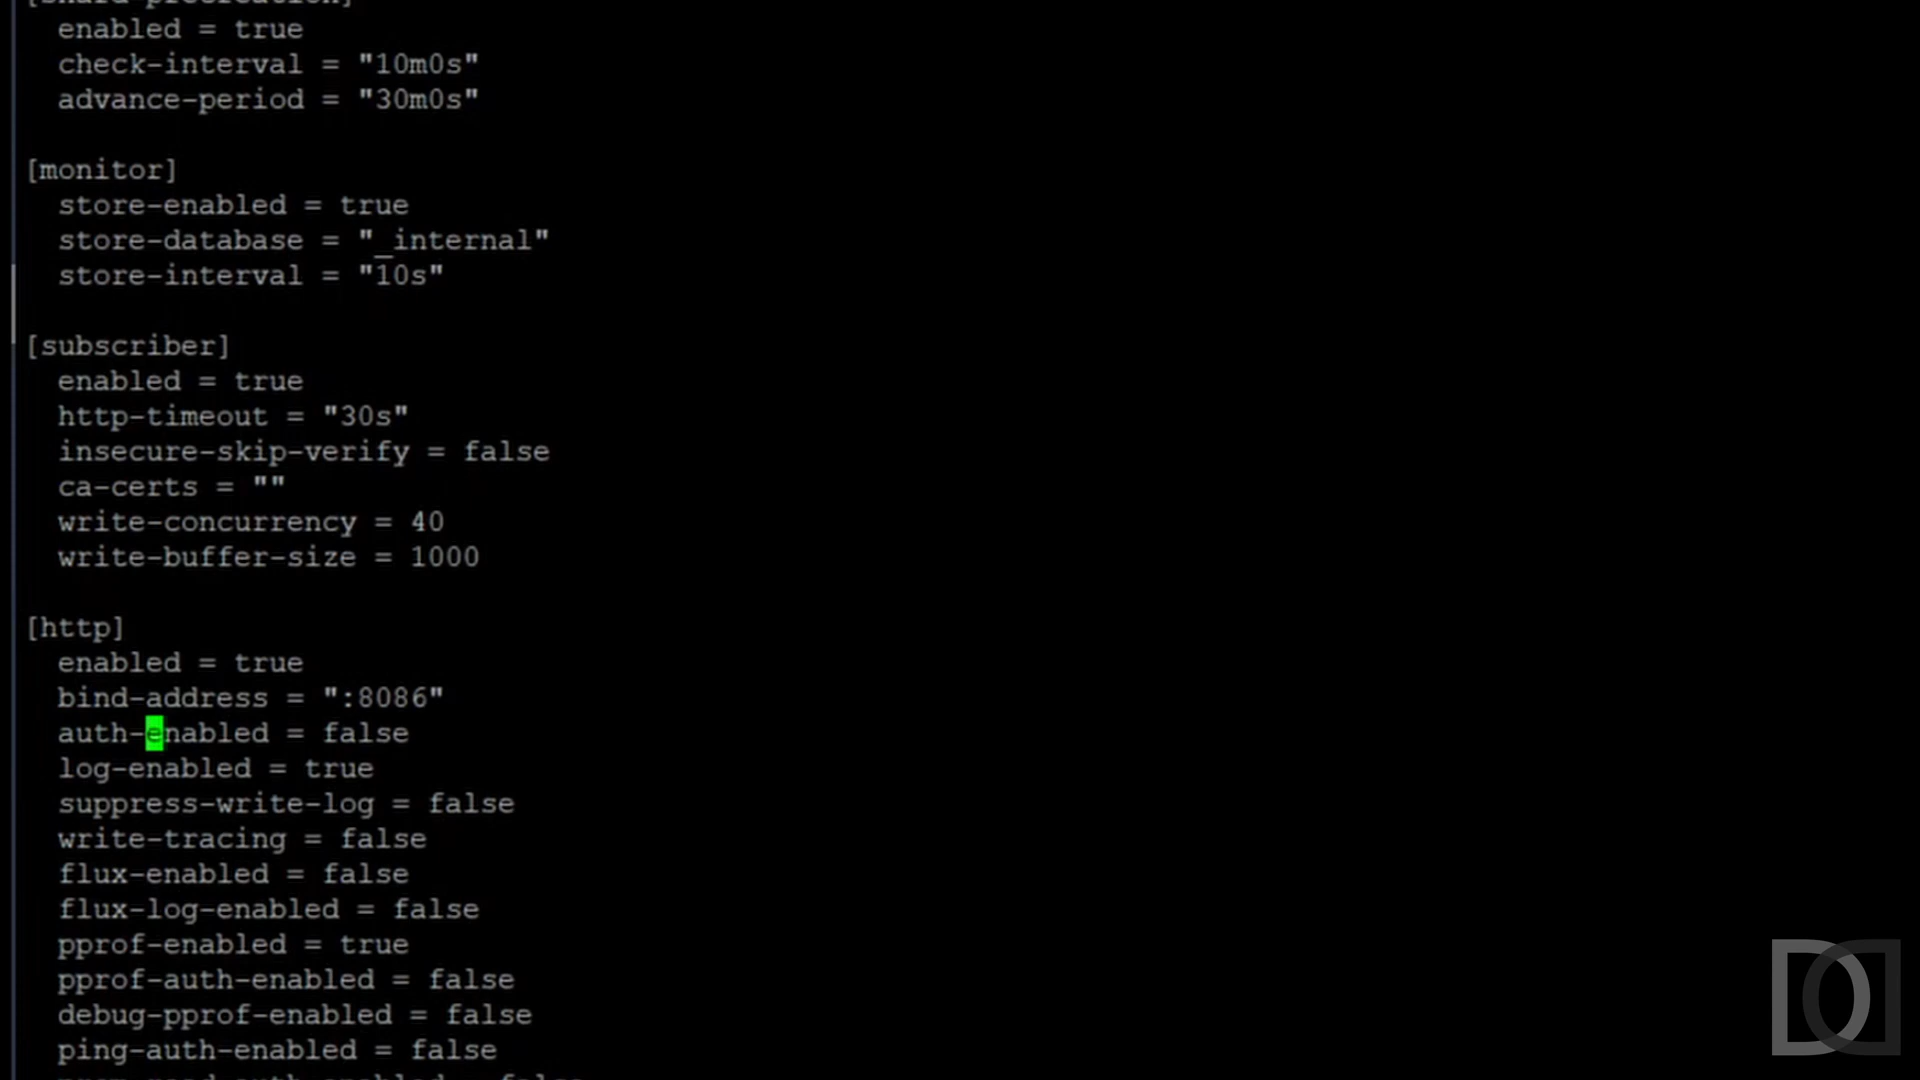 [shard-precreation]
enabled = true
check-interval = "10m0s"
advance-period = "30m0s"
[monitor]
store-enabled = true
store-database = "_internal"
store-interval = "10s"
[subscriber]
enabled = true
http-timeout = "30s"
insecure-skip-verify = false
ca-certs = ""
write-concurrency = 40
write-buffer-size = 1000
[http]
enabled = true
bind-address = ":8086"
auth-enabled = false
log-enabled = true
suppress-write-log = false
write-tracing = false
flux-enabled = false
flux-log-enabled = false
pprof-enabled = true
pprof-auth-enabled = false
debug-pprof-enabled = false
ping-auth-enabled = false